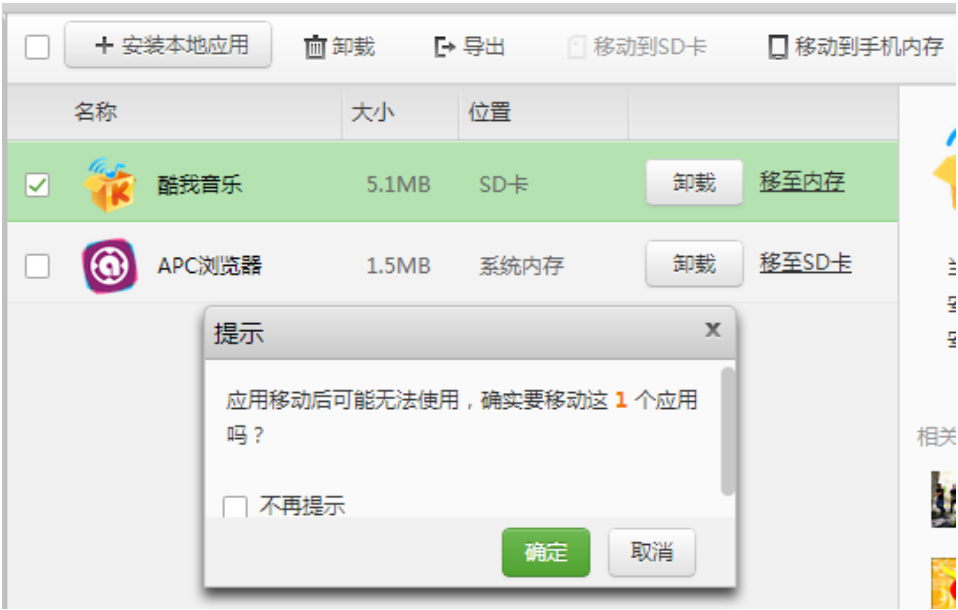 安装本地应用 卸载 导出 移动到SD卡 移动到手机内存
名称 大小 位置
酷我音乐 5.1MB SD卡 卸载 移至内存
APC浏览器 1.5MB 系统内存 卸载 移至SD卡
提示 x
应用移动后可能无法使用，确实要移动这 1 个应用
吗？
不再提示
确定 取消
相关